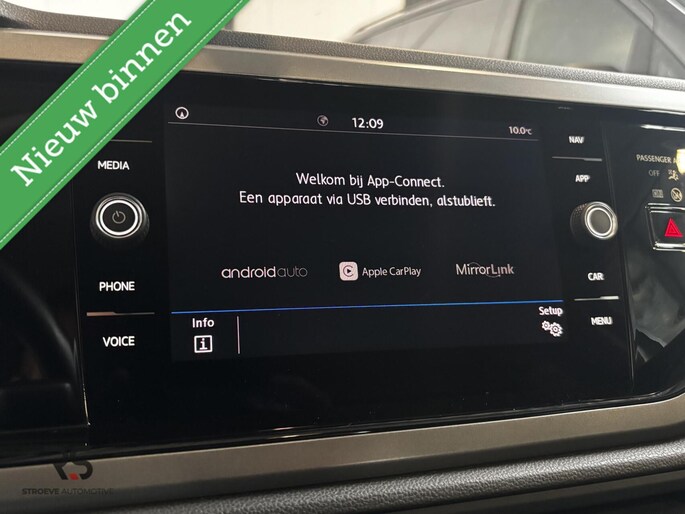 Nieuw binnen
12:09
10.0°C
MEDIA
NAV
PASSENGER A
OFF
APP
Welkom bij App-Connect.
Een apparaat via USB verbinden, alstublieft.
androidauto
Apple CarPlay
MirrorLink
PHONE
CAR
Info
Setup
VOICE
MENU
STROEVE AUTOMOTIVE